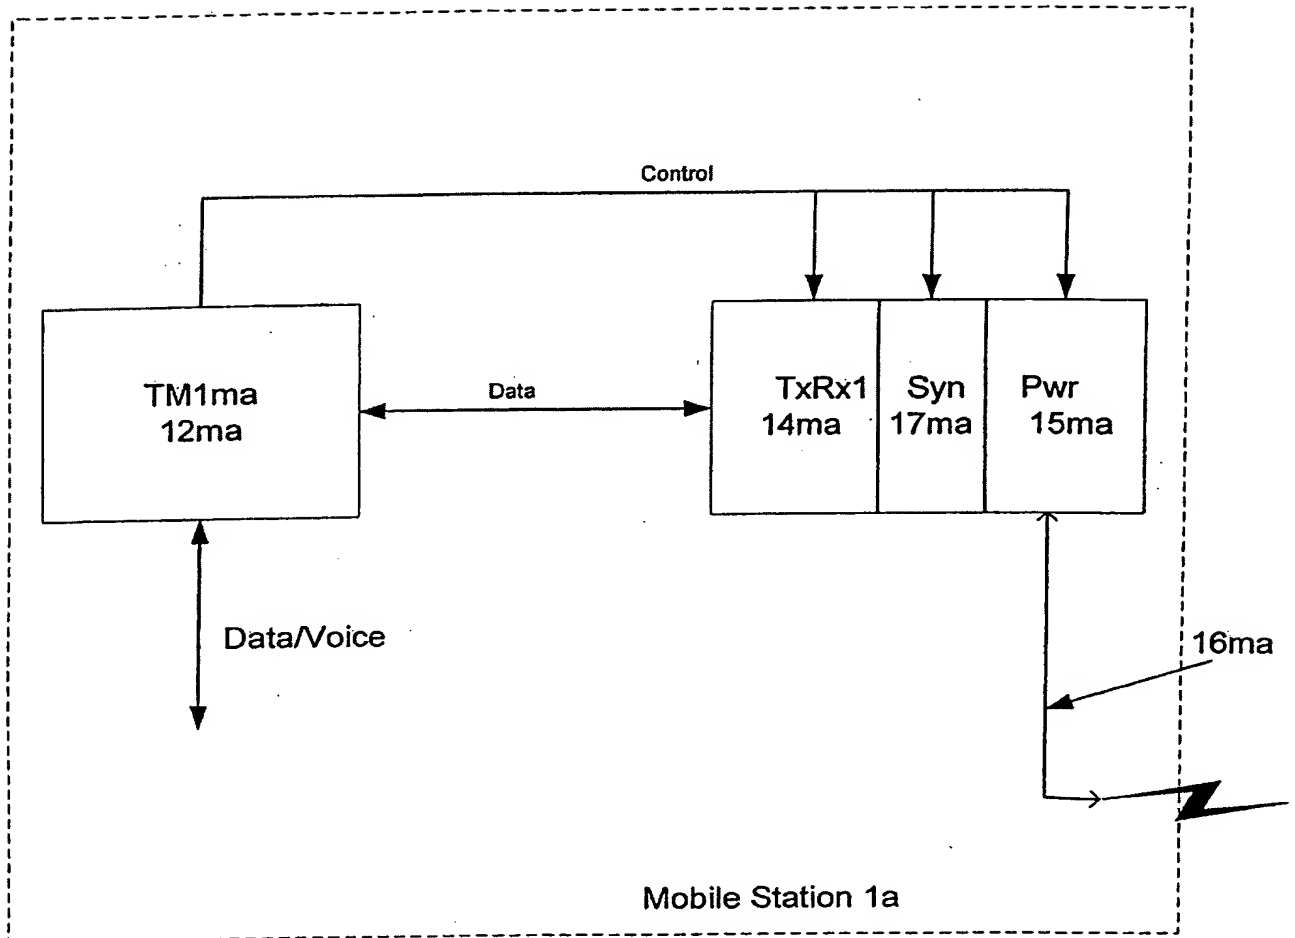 Control
TM1ma
12ma
Data
TxRx1
14ma
Syn
17ma
Pwr
15ma
Data/Voice
16ma
Mobile Station 1a